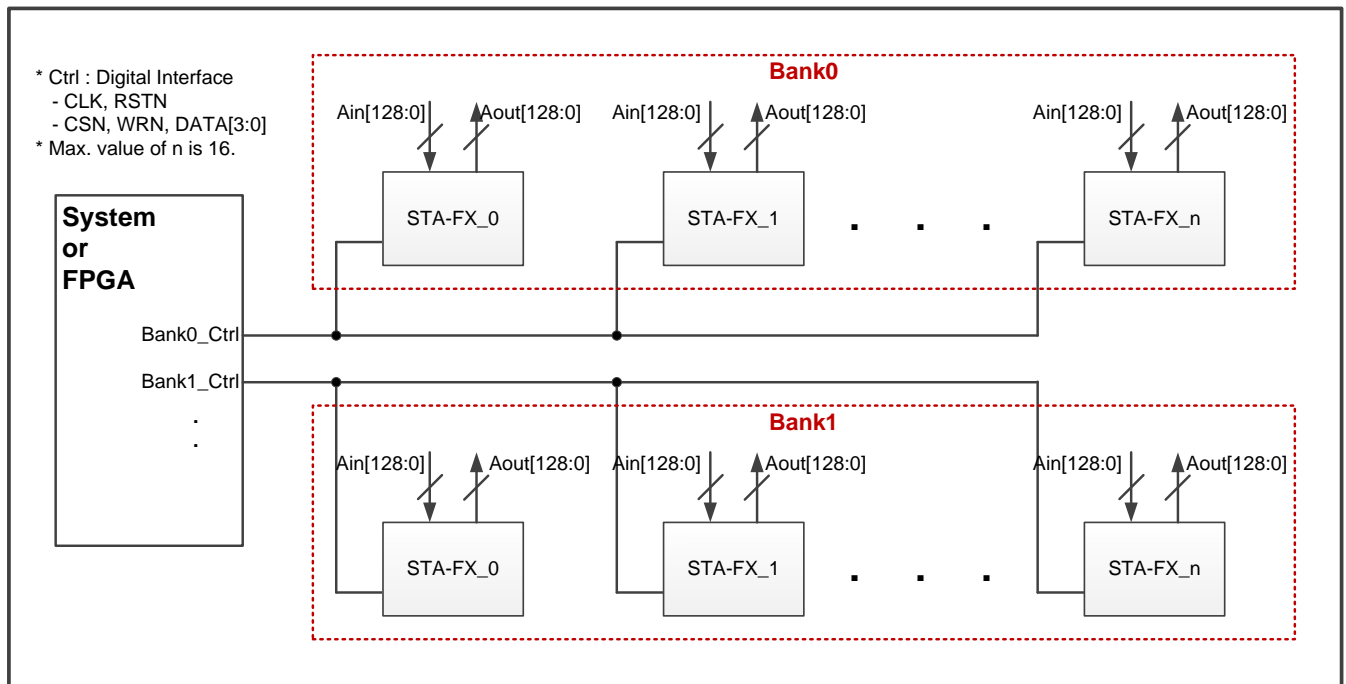 * Ctrl : Digital Interface
- CLK, RSTN
- CSN, WRN, DATA[3:0]
* Max. value of n is 16.
Bank0
Ain[128:0] Aout[128:0] Ain[128:0] Aout[128:0] Ain[128:0] Aout[128:0]
STA-FX_0 STA-FX_1 . . . STA-FX_n
System
or
FPGA
Bank0_Ctrl
Bank1_Ctrl
.
.
Bank1
Ain[128:0] Aout[128:0] Ain[128:0] Aout[128:0] Ain[128:0] Aout[128:0]
STA-FX_0 STA-FX_1 . . . STA-FX_n